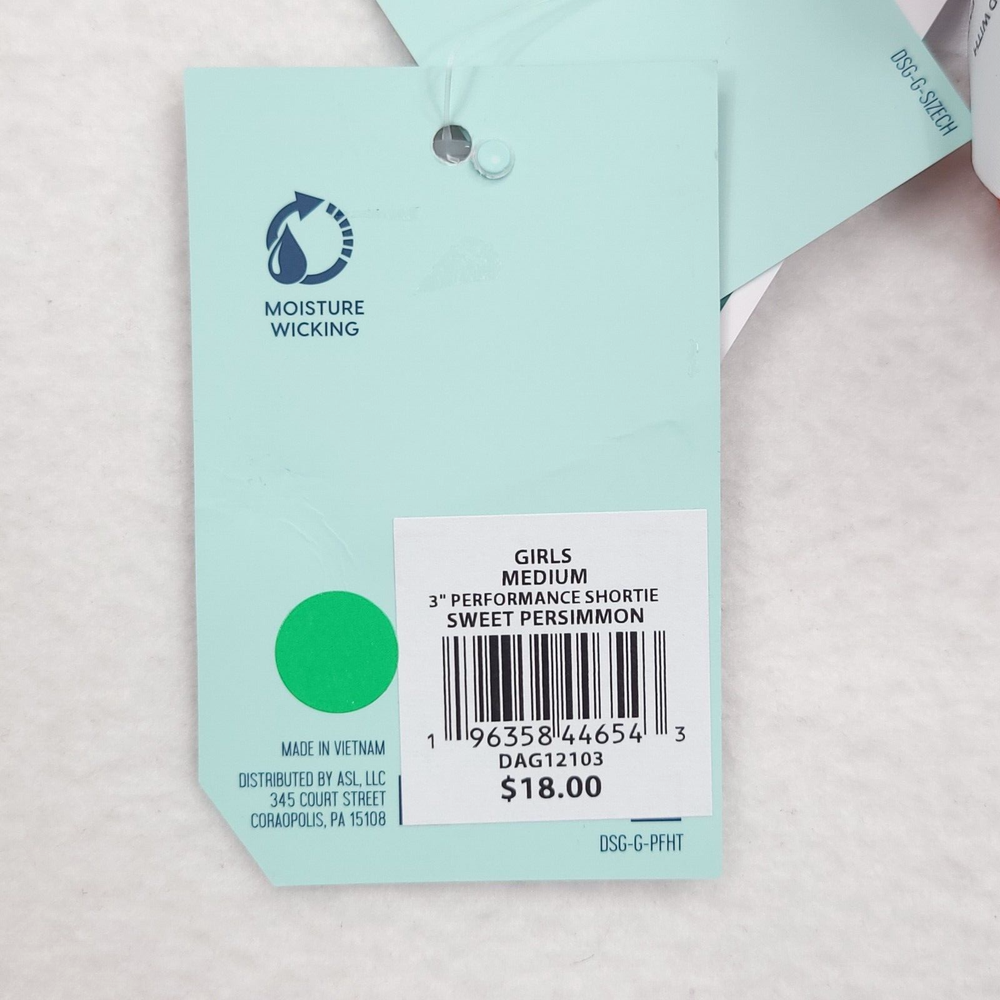 D WITH
DSG-G-SIZECH
MOISTURE
WICKING
GIRLS
MEDIUM
3" PERFORMANCE SHORTIE
SWEET PERSIMMON
1 96358 44654 3
DAG12103
$18.00
MADE IN VIETNAM
DISTRIBUTED BY ASL, LLC
345 COURT STREET
CORAOPOLIS, PA 15108
DSG-G-PFHT